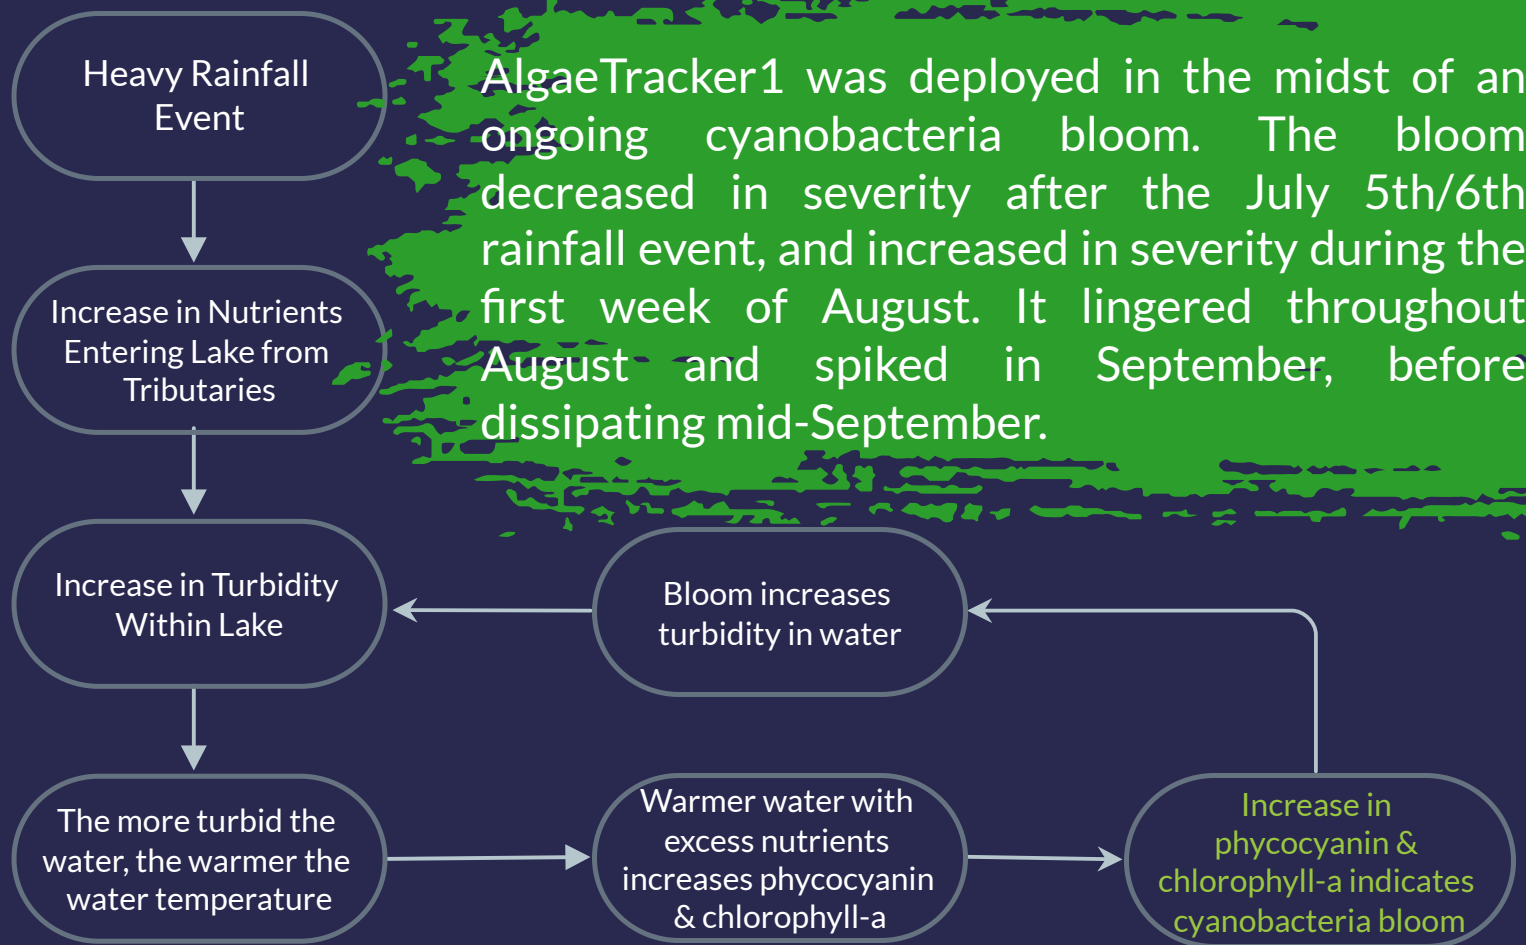 Heavy Rainfall
Event
AlgaeTracker1 was deployed in the midst of an
ongoing cyanobacteria bloom. The bloom
decreased in severity after the July 5th/6th
rainfall event, and increased in severity during the
first week of August. It lingered throughout
August and spiked in September, before
dissipating mid-September.
Increase in Nutrients
Entering Lake from
Tributaries
Increase in Turbidity
Within Lake
Bloom increases
turbidity in water
The more turbid the
water, the warmer the
water temperature
Warmer water with
excess nutrients
increases phycocyanin
& chlorophyll-a
Increase in
phycocyanin &
chlorophyll-a indicates
cyanobacteria bloom